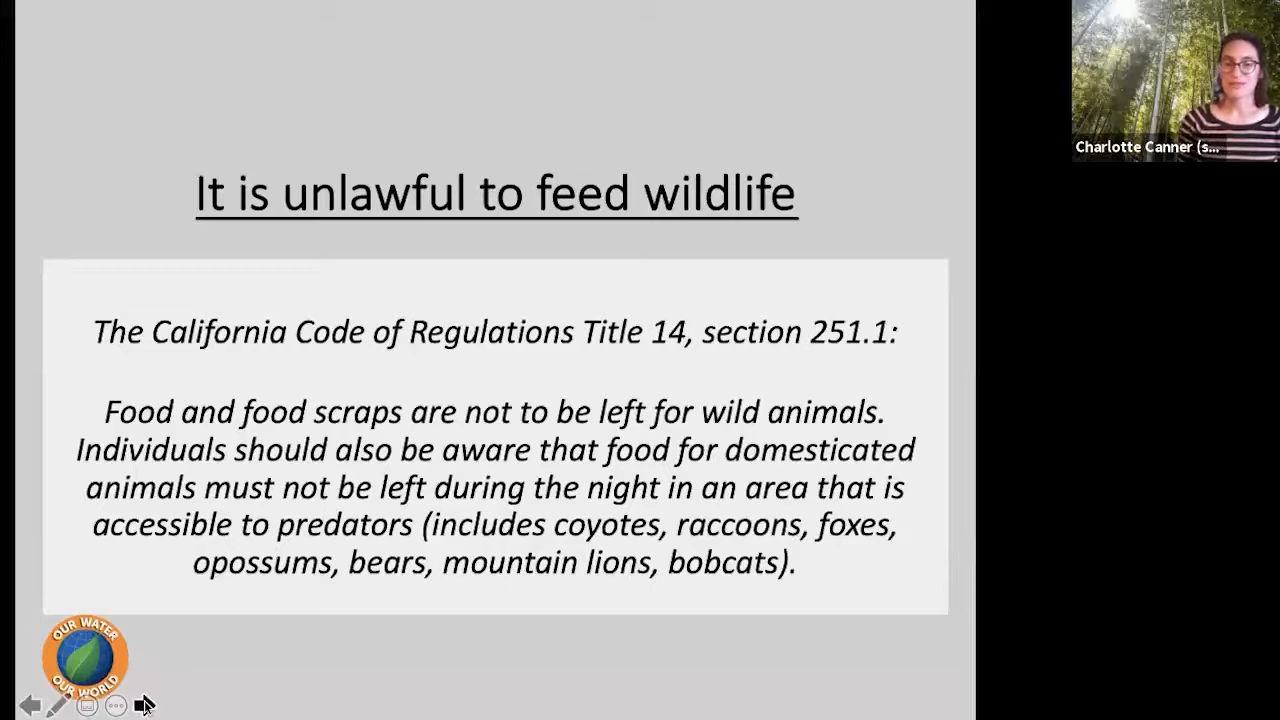 It is unlawful to feed wildlife
The California Code of Regulations Title 14, section 251.1:
Food and food scraps are not to be left for wild animals.
Individuals should also be aware that food for domesticated
animals must not be left during the night in an area that is
accessible to predators (includes coyotes, raccoons, foxes,
opossums, bears, mountain lions, bobcats).
OUR WATER
OUR WORLD
Charlotte Canner (s...